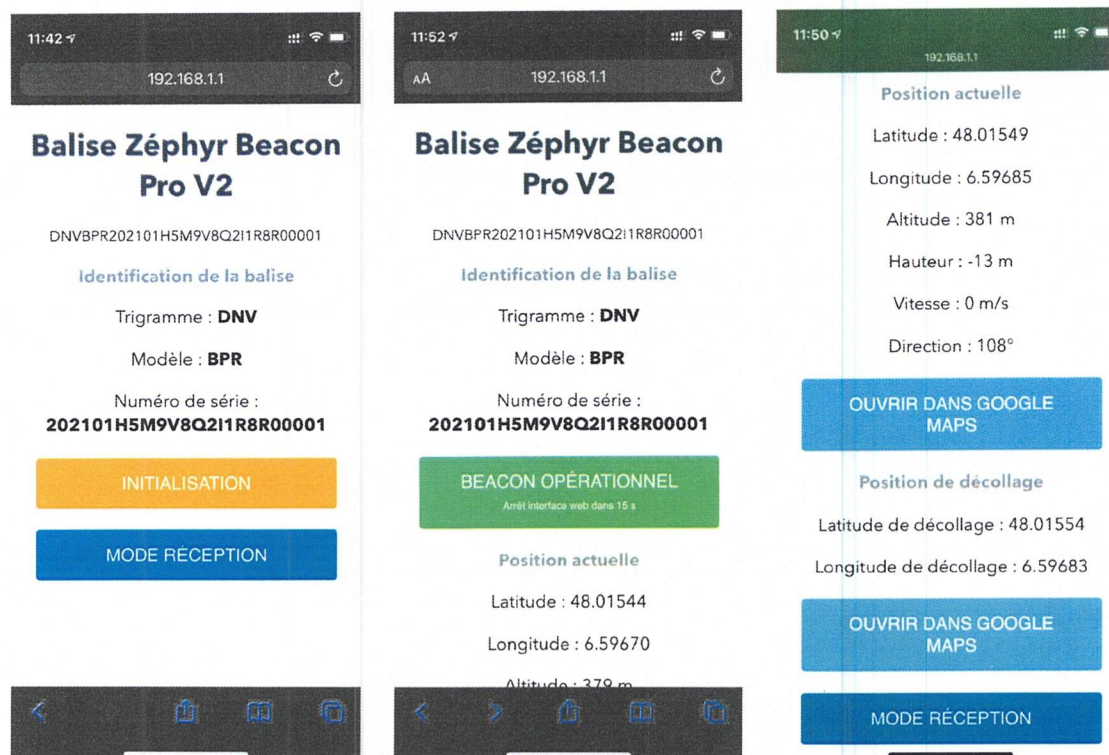 11:42
192.168.1.1
Balise Zéphyr Beacon
Pro V2
DNVBPR202101H5M9V8Q2I1R8R00001
Identification de la balise
Trigramme : DNV
Modèle : BPR
Numéro de série :
202101H5M9V8Q2I1R8R00001
INITIALISATION
MODE RÉCEPTION
11:52
AA
192.168.1.1
Balise Zéphyr Beacon
Pro V2
DNVBPR202101H5M9V8Q2I1R8R00001
Identification de la balise
Trigramme : DNV
Modèle : BPR
Numéro de série :
202101H5M9V8Q2I1R8R00001
BEACON OPÉRATIONNEL
Arrêt interface web dans 15 s
Position actuelle
Latitude : 48.01544
Longitude : 6.59670
Altitude : 379 m
11:50
192.168.1.1
Position actuelle
Latitude : 48.01549
Longitude : 6.59685
Altitude : 381 m
Hauteur : -13 m
Vitesse : 0 m/s
Direction : 108°
OUVRIR DANS GOOGLE
MAPS
Position de décollage
Latitude de décollage : 48.01554
Longitude de décollage : 6.59683
OUVRIR DANS GOOGLE
MAPS
MODE RÉCEPTION